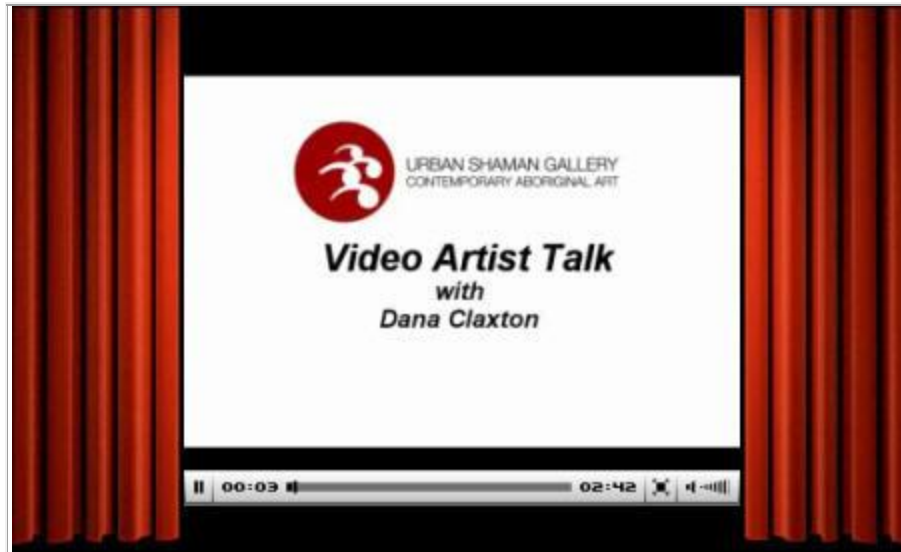 URBAN SHAMAN GALLERY
CONTEMPORARY ABORIGINAL ART
Video Artist Talk
with
Dana Claxton
00:03 02:42